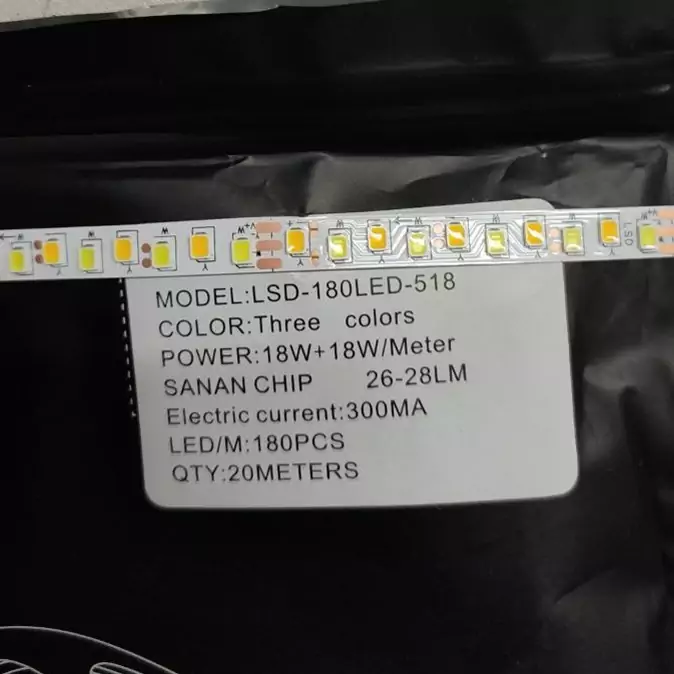 MODEL:LSD-180LED-518
COLOR:Three colors
POWER:18W+18W/Meter
SANAN CHIP 26-28LM
Electric current:300MA
LED/M:180PCS
QTY:20METERS
LSD